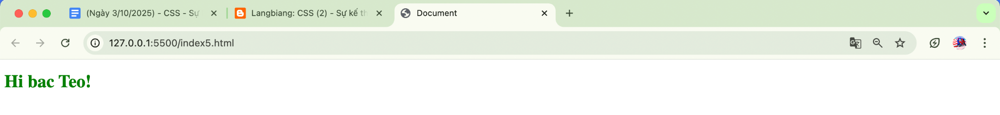 (Ngày 3/10/2025) - CSS - Sự
Langbiang: CSS (2) - Sự kế th
Document
127.0.0.1:5500/index5.html
Hi bac Teo!